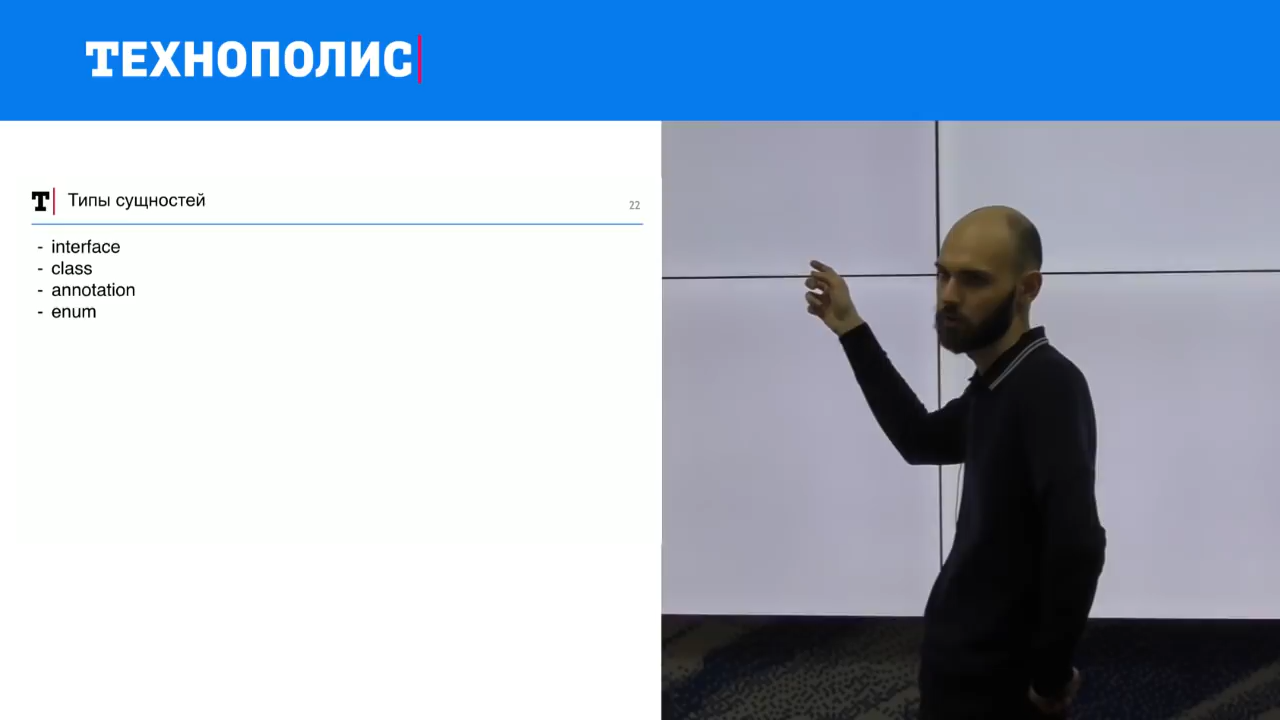 ТЕХНОПОЛИС
Т Типы сущностей
22
- interface
- class
- annotation
- enum